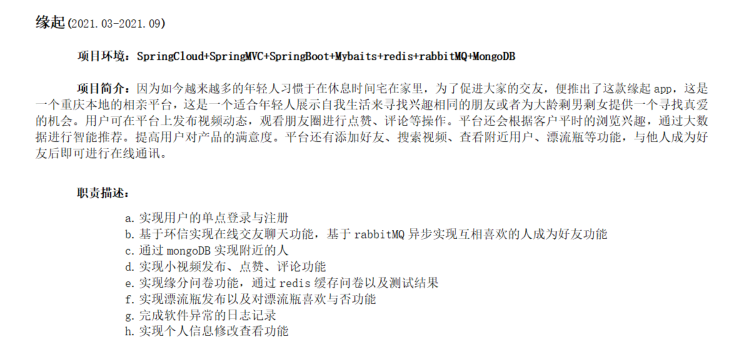 缘起(2021.03-2021.09)
项目环境：SpringCloud+SpringMVC+SpringBoot+Mybaits+redis+rabbitMQ+MongoDB
项目简介：因为如今越来越多的年轻人习惯于在休息时间宅在家里，为了促进大家的交友，便推出了这款缘起 app，这是
一个重庆本地的相亲平台，这是一个适合年轻人展示自我生活来寻找兴趣相同的朋友或者为大龄剩男剩女提供一个寻找真爱
的机会。用户可在平台上发布视频动态，观看朋友圈进行点赞、评论等操作。平台还会根据客户平时的浏览兴趣，通过大数
据进行智能推荐。提高用户对产品的满意度。平台还有添加好友、搜索视频、查看附近用户、漂流瓶等功能，与他人成为好
友后即可进行在线通讯。
职责描述：
a. 实现用户的单点登录与注册
b. 基于环信实现在线交友聊天功能，基于 rabbitMQ 异步实现互相喜欢的人成为好友功能
c. 通过 mongoDB 实现附近的人
d. 实现小视频发布、点赞、评论功能
e. 实现缘分问卷功能，通过 redis 缓存问卷以及测试结果
f. 实现漂流瓶发布以及对漂流瓶喜欢与否功能
g. 完成软件异常的日志记录
h. 实现个人信息修改查看功能